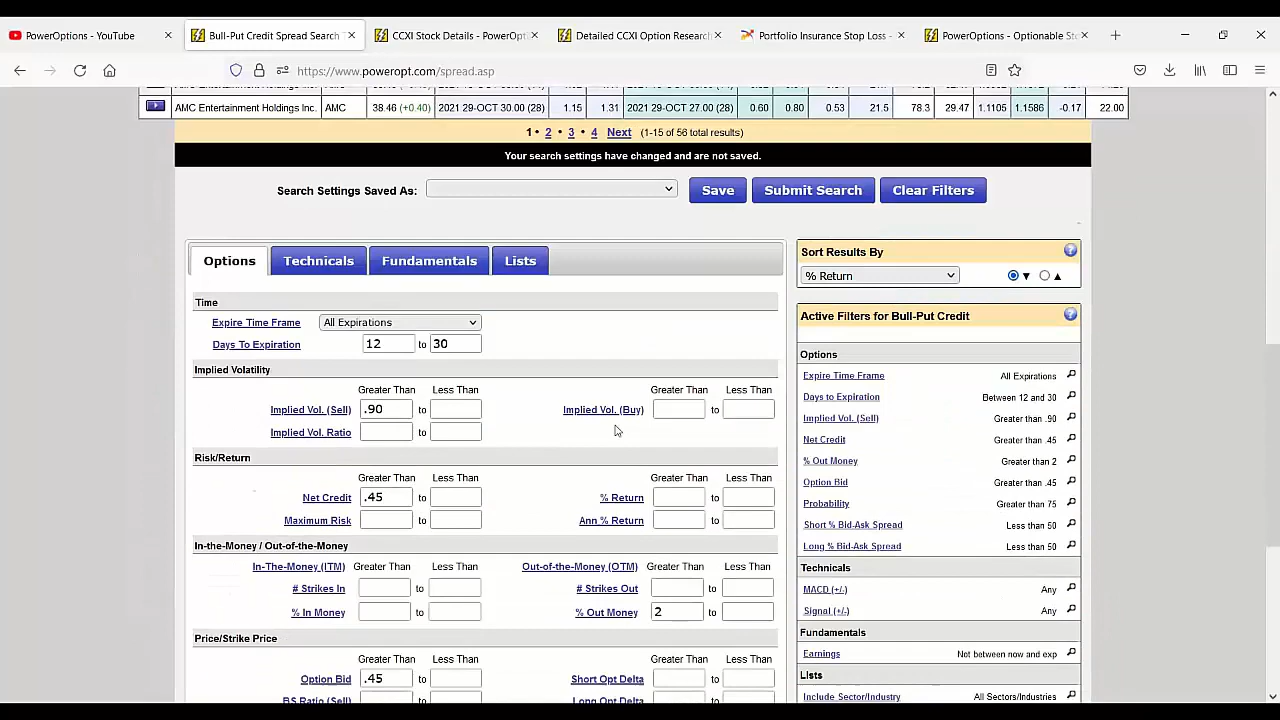 PowerOptions - YouTube
Bull-Put Credit Spread Search
CCXI Stock Details - PowerOpti
Detailed CCXI Option Research
Portfolio Insurance Stop Loss -
PowerOptions - Optionable St
https://www.poweropt.com/spread.asp
AMC Entertainment Holdings Inc. AMC 38.46 (+0.40) 2021 29-OCT 30.00 (28) 1.15 1.31 2021 29-OCT 27.00 (28) 0.60 0.80 0.53 21.5 78.3 29.47 1.1105 1.1586 -0.17 22.00
1 • 2 • 3 • 4 Next (1-15 of 56 total results)
Your search settings have changed and are not saved.
Search Settings Saved As: Save Submit Search Clear Filters
Options Technicals Fundamentals Lists
Time
Expire Time Frame All Expirations
Days To Expiration 12 to 30
Implied Volatility
Greater Than Less Than Greater Than Less Than
Implied Vol. (Sell) .90 to Implied Vol. (Buy) to
Implied Vol. Ratio to
Risk/Return
Greater Than Less Than Greater Than Less Than
Net Credit .45 to % Return to
Maximum Risk to Ann % Return to
In-the-Money / Out-of-the-Money
In-The-Money (ITM) Greater Than Less Than Out-of-the-Money (OTM) Greater Than Less Than
# Strikes In to # Strikes Out to
% In Money to % Out Money 2 to
Price/Strike Price
Greater Than Less Than Greater Than Less Than
Option Bid .45 to Short Opt Delta to
BS Ratio (Sell) Long Opt Delta
Sort Results By ?
% Return
Active Filters for Bull-Put Credit ?
Options
Expire Time Frame All Expirations
Days to Expiration Between 12 and 30
Implied Vol. (Sell) Greater than .90
Net Credit Greater than .45
% Out Money Greater than 2
Option Bid Greater than .45
Probability Greater than 75
Short % Bid-Ask Spread Less than 50
Long % Bid-Ask Spread Less than 50
Technicals
MACD (+/-) Any
Signal (+/-) Any
Fundamentals
Earnings Not between now and exp
Lists
Include Sector/Industry All Sectors/Industries